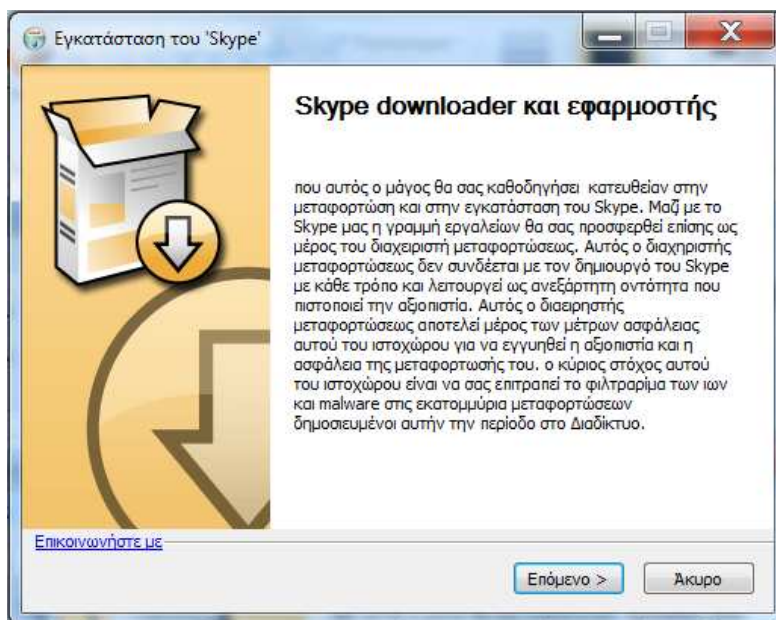 Εγκατάσταση του 'Skype'
Skype downloader και εφαρμοστής
που αυτός ο μάγος θα σας καθοδηγήσει κατευθείαν στην
μεταφορτώση και στην εγκατάσταση του Skype. Μαζί με το
Skype μας η γραμμή εργαλείων θα σας προσφερθεί επίσης ως
μέρος του διαχειριστή μεταφορτώσεως. Αυτός ο διαχηριστής
μεταφορτώσεως δεν συνδέεται με τον δημιουργό του Skype
με κάθε τρόπο και λειτουργεί ως ανεξάρτητη οντότητα που
πιστοποιεί την αξιοπιστία. Αυτός ο διαειρηστής
μεταφορτώσεως αποτελεί μέρος των μέτρων ασφάλειας
αυτού του ιστοχώρου για να εγγυηθεί η αξιοπιστία και η
ασφάλεια της μεταφορτωσής του. ο κύριος στόχος αυτού
του ιστοχώρου είναι να σας επιτραπεί το φιλτραρίμα των ιων
και malware στις εκατομμύρια μεταφορτώσεων
δημοσιευμένοι αυτήν την περίοδο στο Διαδίκτυο.
Επικοινωνήστε με
Επόμενο >
Άκυρο